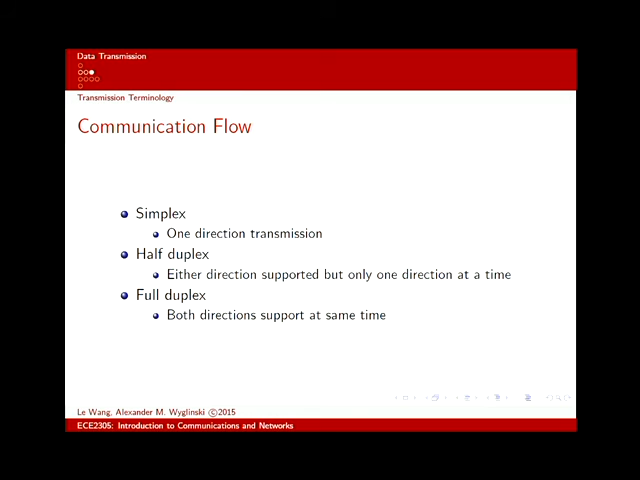 Data Transmission
Transmission Terminology
Communication Flow
Simplex
One direction transmission
Half duplex
Either direction supported but only one direction at a time
Full duplex
Both directions support at same time
Le Wang, Alexander M. Wyglinski ©2015
ECE2305: Introduction to Communications and Networks